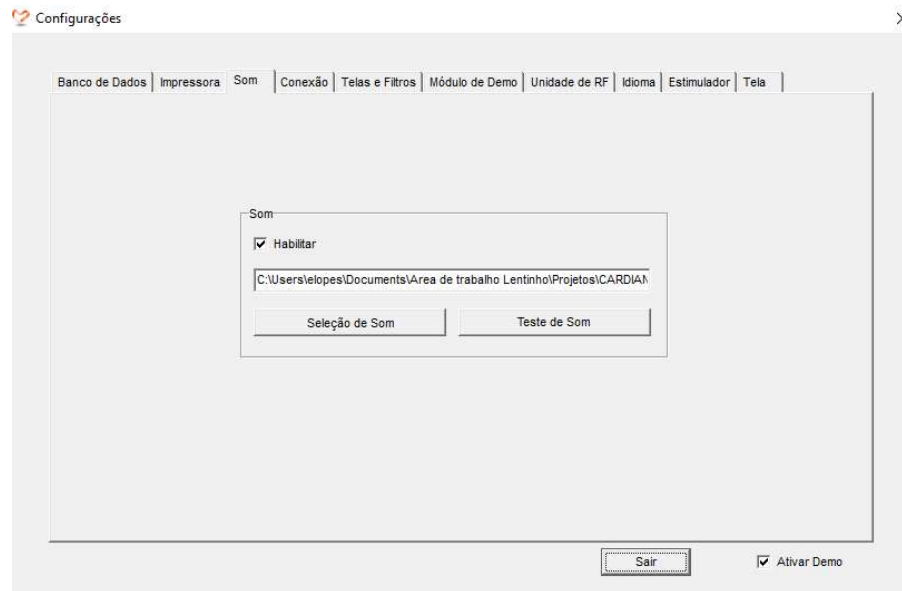 Configurações
Banco de Dados Impressora Som Conexão Telas e Filtros Módulo de Demo Unidade de RF Idioma Estimulador Tela
Som
Habilitar
C:\Users\elopes\Documents\Area de trabalho Lentinho\Projetos\CARDIAN
Seleção de Som Teste de Som
Sair Ativar Demo